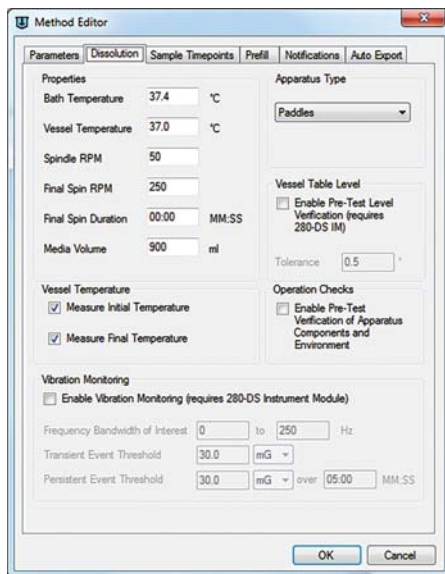 Method Editor
Parameters Dissolution Sample Timepoints Prefill Notifications Auto Export
Properties
Bath Temperature 37.4 °C
Vessel Temperature 37.0 °C
Spindle RPM 50
Final Spin RPM 250
Final Spin Duration 00:00 MM:SS
Media Volume 900 ml
Apparatus Type
Paddles
Vessel Table Level
Enable Pre-Test Level
Verification (requires
280-DS IM)
Tolerance 0.5 °
Vessel Temperature
Measure Initial Temperature
Measure Final Temperature
Operation Checks
Enable Pre-Test
Verification of Apparatus
Components and
Environment
Vibration Monitoring
Enable Vibration Monitoring (requires 280-DS Instrument Module)
Frequency Bandwidth of Interest 0 to 250 Hz
Transient Event Threshold 30.0 mG
Persistent Event Threshold 30.0 mG over 05:00 MM:SS
OK Cancel